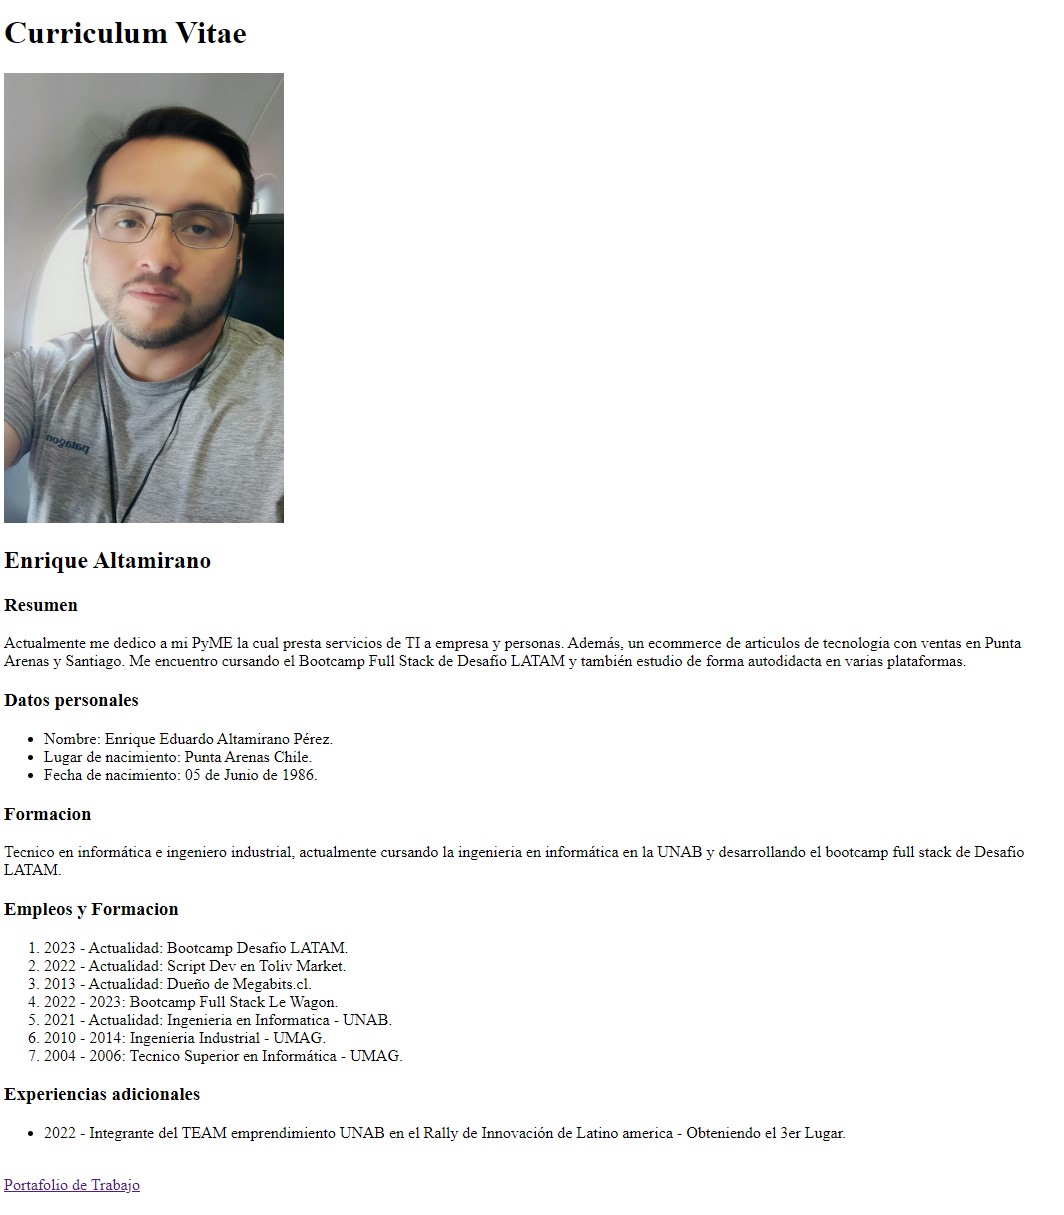 Curriculum Vitae
patagon
Enrique Altamirano
Resumen
Actualmente me dedico a mi PyME la cual presta servicios de TI a empresa y personas. Además, un ecommerce de articulos de tecnologia con ventas en Punta
Arenas y Santiago. Me encuentro cursando el Bootcamp Full Stack de Desafío LATAM y también estudio de forma autodidacta en varias plataformas.
Datos personales
• Nombre: Enrique Eduardo Altamirano Pérez.
• Lugar de nacimiento: Punta Arenas Chile.
• Fecha de nacimiento: 05 de Junio de 1986.
Formacion
Tecnico en informática e ingeniero industrial, actualmente cursando la ingenieria en informática en la UNAB y desarrollando el bootcamp full stack de Desafío
LATAM.
Empleos y Formacion
1. 2023 - Actualidad: Bootcamp Desafío LATAM.
2. 2022 - Actualidad: Script Dev en Toliv Market.
3. 2013 - Actualidad: Dueño de Megabits.cl.
4. 2022 - 2023: Bootcamp Full Stack Le Wagon.
5. 2021 - Actualidad: Ingenieria en Informatica - UNAB.
6. 2010 - 2014: Ingenieria Industrial - UMAG.
7. 2004 - 2006: Tecnico Superior en Informática - UMAG.
Experiencias adicionales
• 2022 - Integrante del TEAM emprendimiento UNAB en el Rally de Innovación de Latino america - Obteniendo el 3er Lugar.
Portafolio de Trabajo